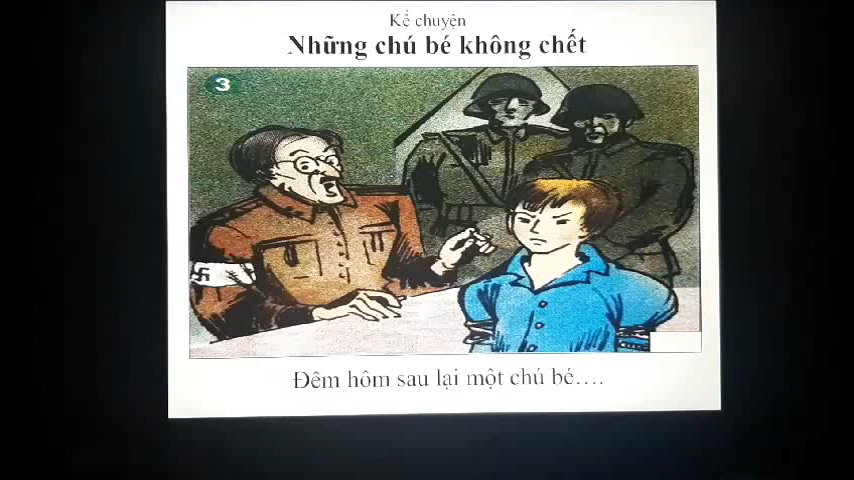 Kể chuyện
Những chú bé không chết
3
Đêm hôm sau lại một chú bé….